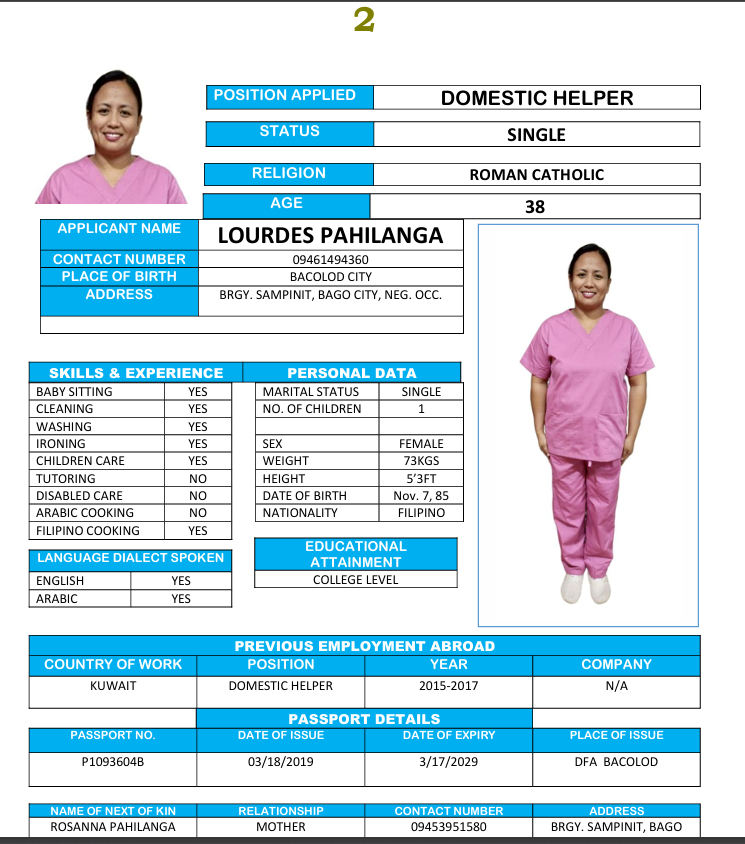 2
POSITION APPLIED DOMESTIC HELPER
STATUS SINGLE
RELIGION ROMAN CATHOLIC
AGE 38
APPLICANT NAME LOURDES PAHILANGA
CONTACT NUMBER 09461494360
PLACE OF BIRTH BACOLOD CITY
ADDRESS BRGY. SAMPINIT, BAGO CITY, NEG. OCC.
SKILLS & EXPERIENCE
BABY SITTING YES
CLEANING YES
WASHING YES
IRONING YES
CHILDREN CARE YES
TUTORING NO
DISABLED CARE NO
ARABIC COOKING NO
FILIPINO COOKING YES
LANGUAGE DIALECT SPOKEN
ENGLISH YES
ARABIC YES
PERSONAL DATA
MARITAL STATUS SINGLE
NO. OF CHILDREN 1
SEX FEMALE
WEIGHT 73KGS
HEIGHT 5’3FT
DATE OF BIRTH Nov. 7, 85
NATIONALITY FILIPINO
EDUCATIONAL
ATTAINMENT
COLLEGE LEVEL
PREVIOUS EMPLOYMENT ABROAD
COUNTRY OF WORK POSITION YEAR COMPANY
KUWAIT DOMESTIC HELPER 2015-2017 N/A
PASSPORT DETAILS
PASSPORT NO. DATE OF ISSUE DATE OF EXPIRY PLACE OF ISSUE
P1093604B 03/18/2019 3/17/2029 DFA BACOLOD
NAME OF NEXT OF KIN RELATIONSHIP CONTACT NUMBER ADDRESS
ROSANNA PAHILANGA MOTHER 09453951580 BRGY. SAMPINIT, BAGO